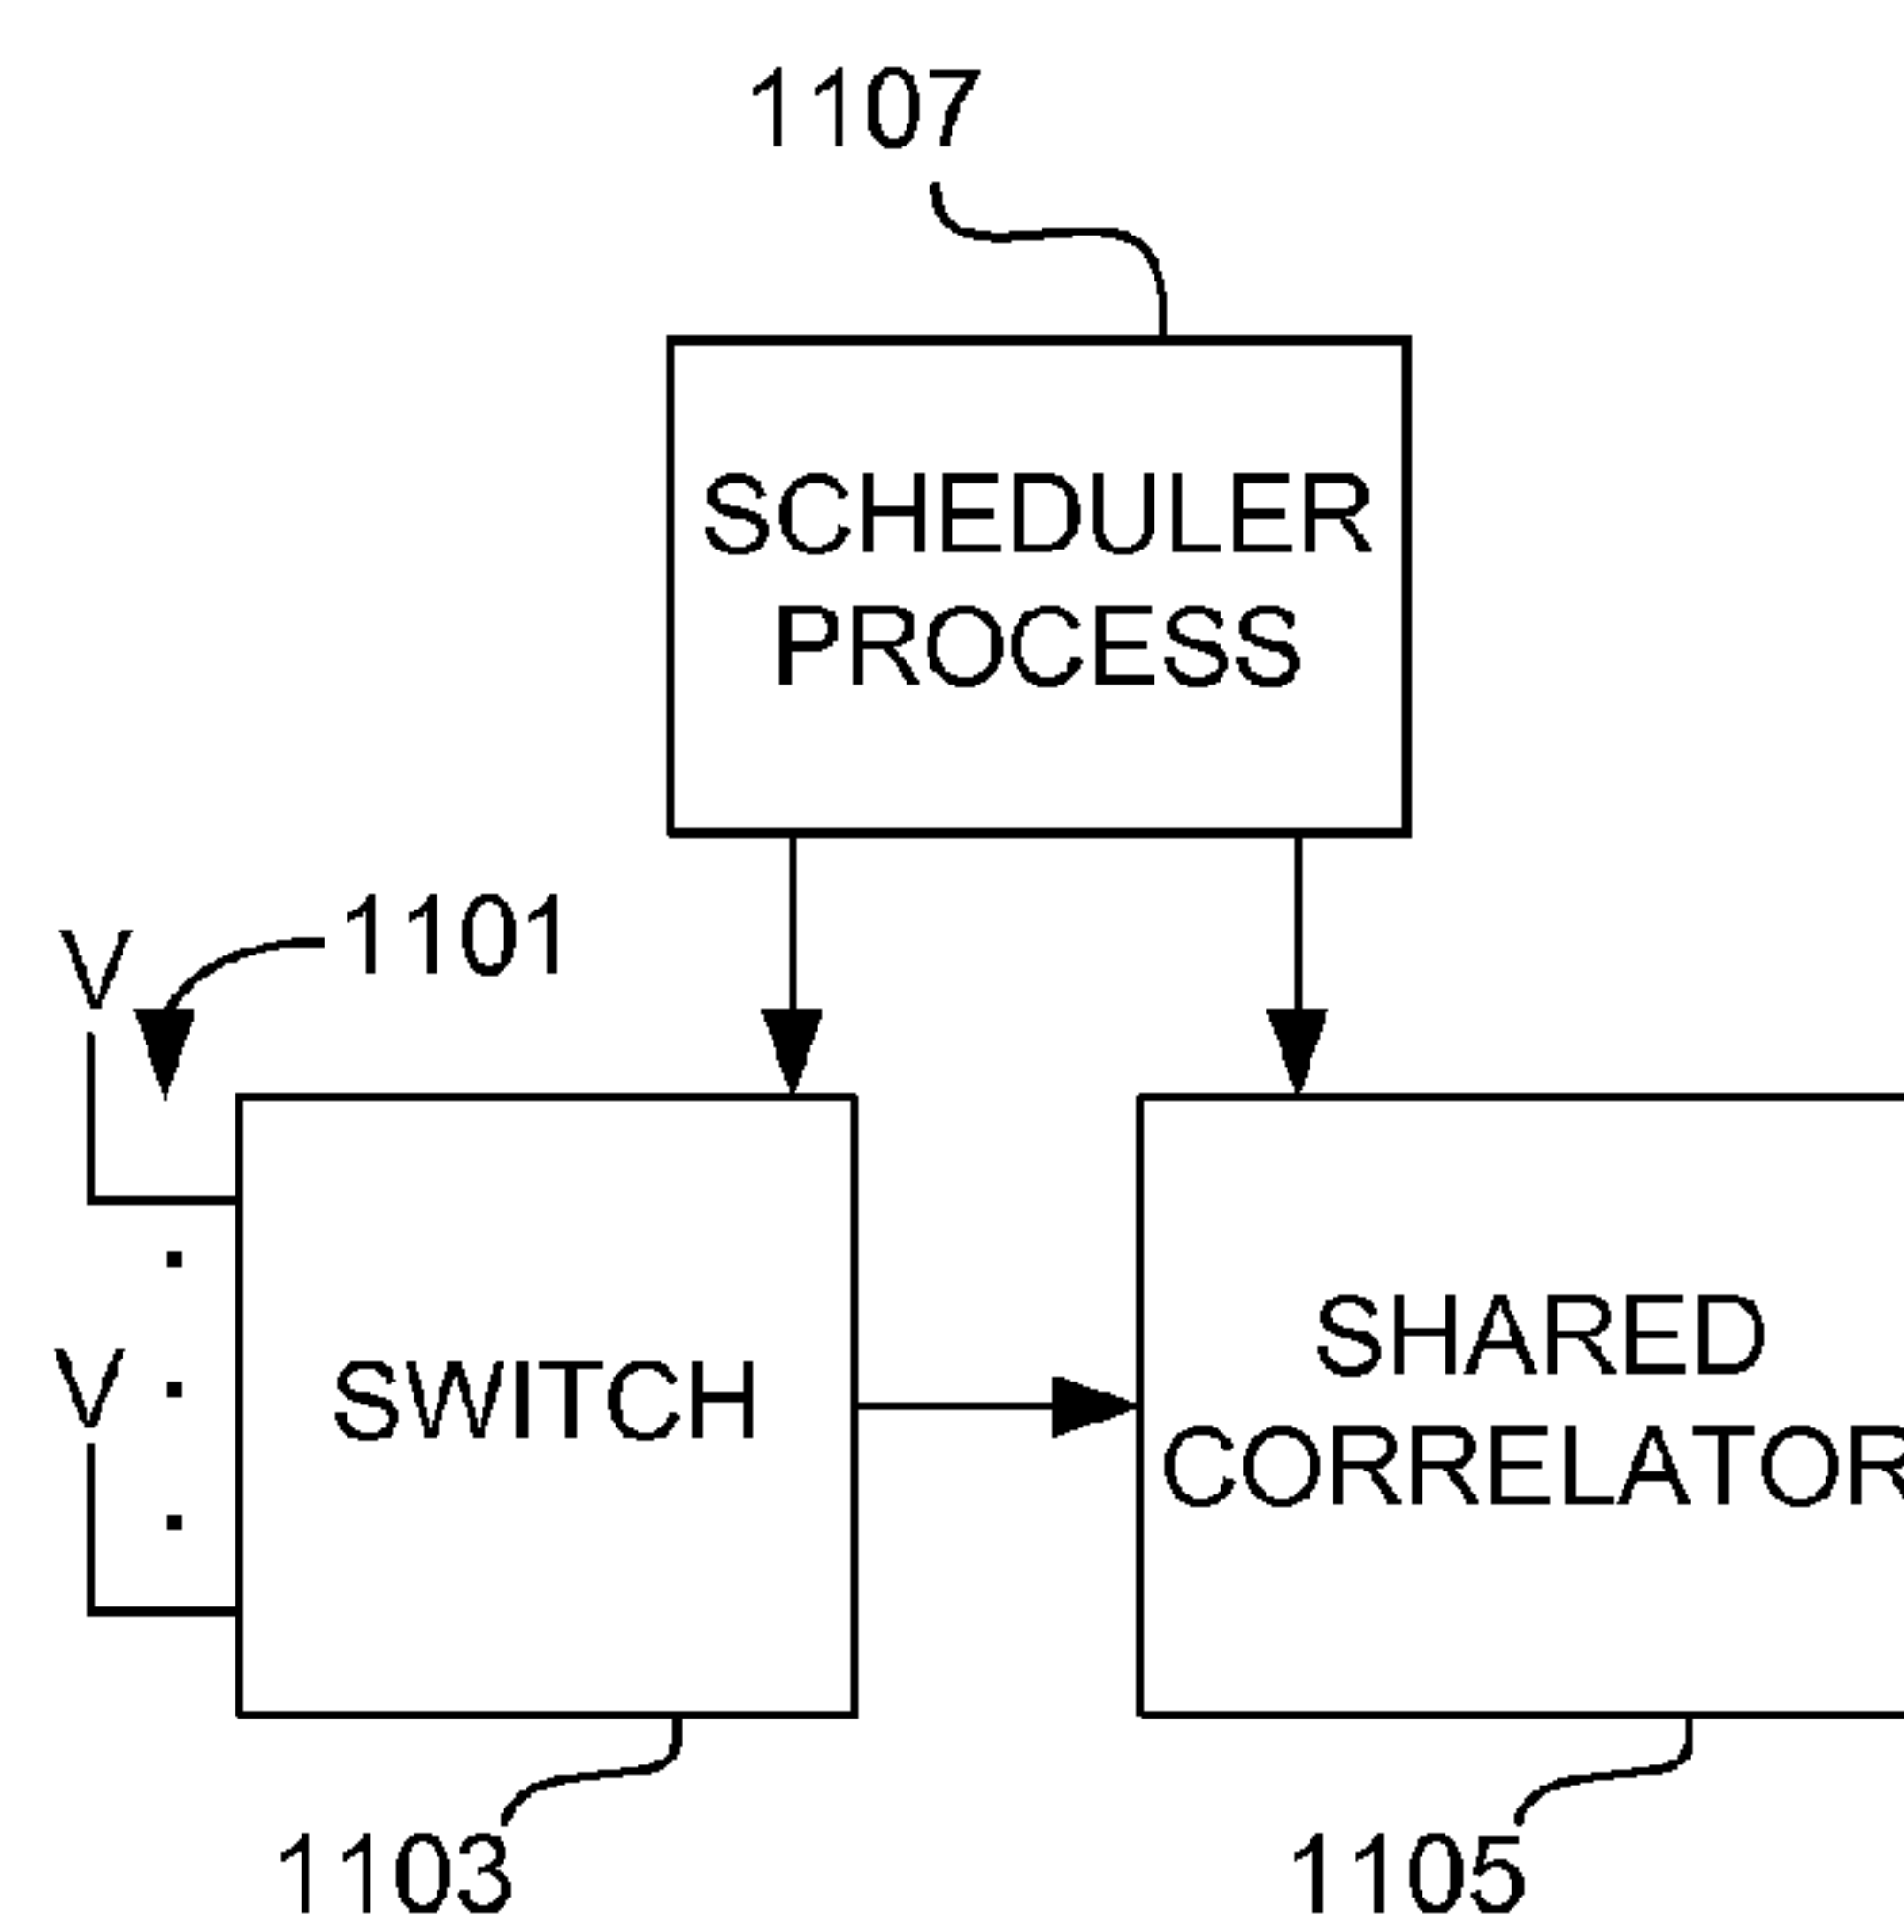 1107
SCHEDULER
PROCESS
1101
V
V
SWITCH
SHARED
CORRELATOR
1103
1105